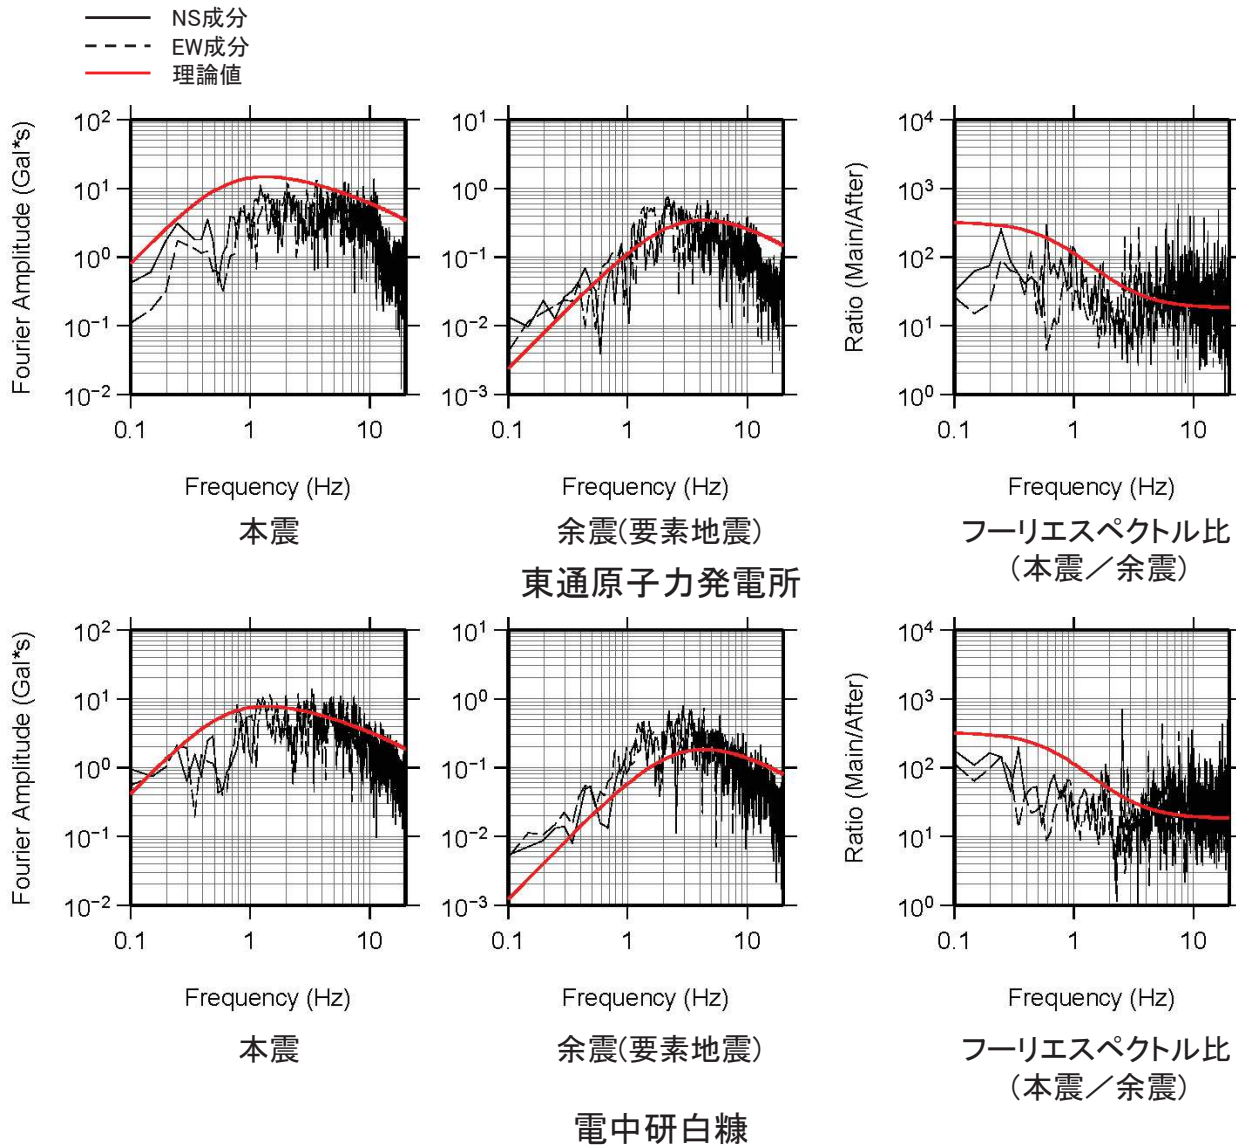 NS成分
EW成分
理論値
Fourier Amplitude (Gal*s)
10² 10¹ 10⁰ 10⁻¹ 10⁻²
0.1 1 10
Frequency (Hz)
本震
10¹ 10⁰ 10⁻¹ 10⁻² 10⁻³
0.1 1 10
Frequency (Hz)
余震(要素地震)
Ratio (Main/After)
10⁴ 10³ 10² 10¹ 10⁰
0.1 1 10
Frequency (Hz)
フーリエスペクトル比
(本震／余震)
東通原子力発電所
Fourier Amplitude (Gal*s)
10² 10¹ 10⁰ 10⁻¹ 10⁻²
0.1 1 10
Frequency (Hz)
本震
10¹ 10⁰ 10⁻¹ 10⁻² 10⁻³
0.1 1 10
Frequency (Hz)
余震(要素地震)
Ratio (Main/After)
10⁴ 10³ 10² 10¹ 10⁰
0.1 1 10
Frequency (Hz)
フーリエスペクトル比
(本震／余震)
電中研白糠